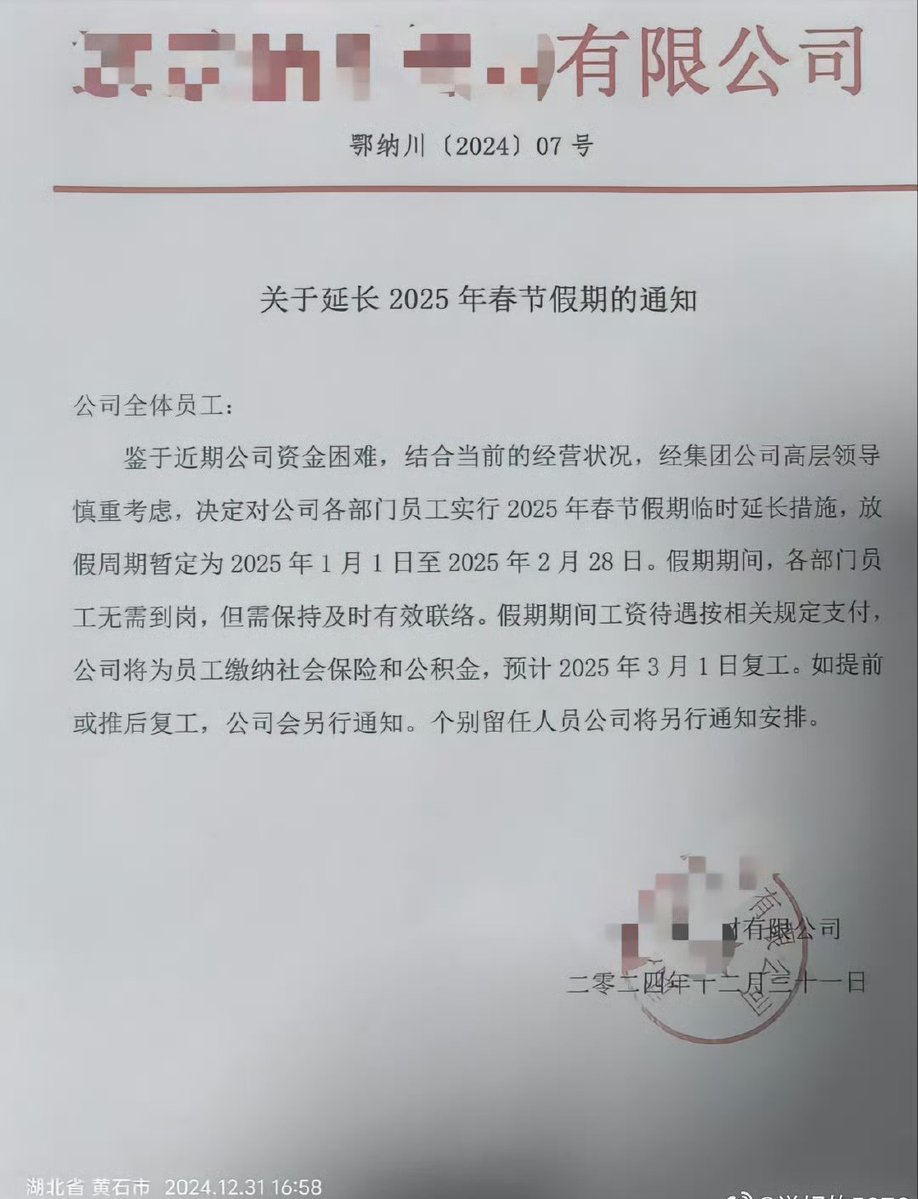 有限公司
鄂纳川〔2024〕07 号
关于延长 2025 年春节假期的通知
公司全体员工:
鉴于近期公司资金困难，结合当前的经营状况，经集团公司高层领导
慎重考虑，决定对公司各部门员工实行 2025 年春节假期临时延长措施，放
假周期暂定为 2025 年 1 月 1 日至 2025 年 2 月 28 日。假期期间，各部门员
工无需到岗，但需保持及时有效联络。假期期间工资待遇按相关规定支付，
公司将为员工缴纳社会保险和公积金，预计 2025 年 3 月 1 日复工。如提前
或推后复工，公司会另行通知。个别留任人员公司将另行通知安排。
有限公司
有限公司
二零二四年十二月三十一日
湖北省 黄石市 2024.12.31 16:58